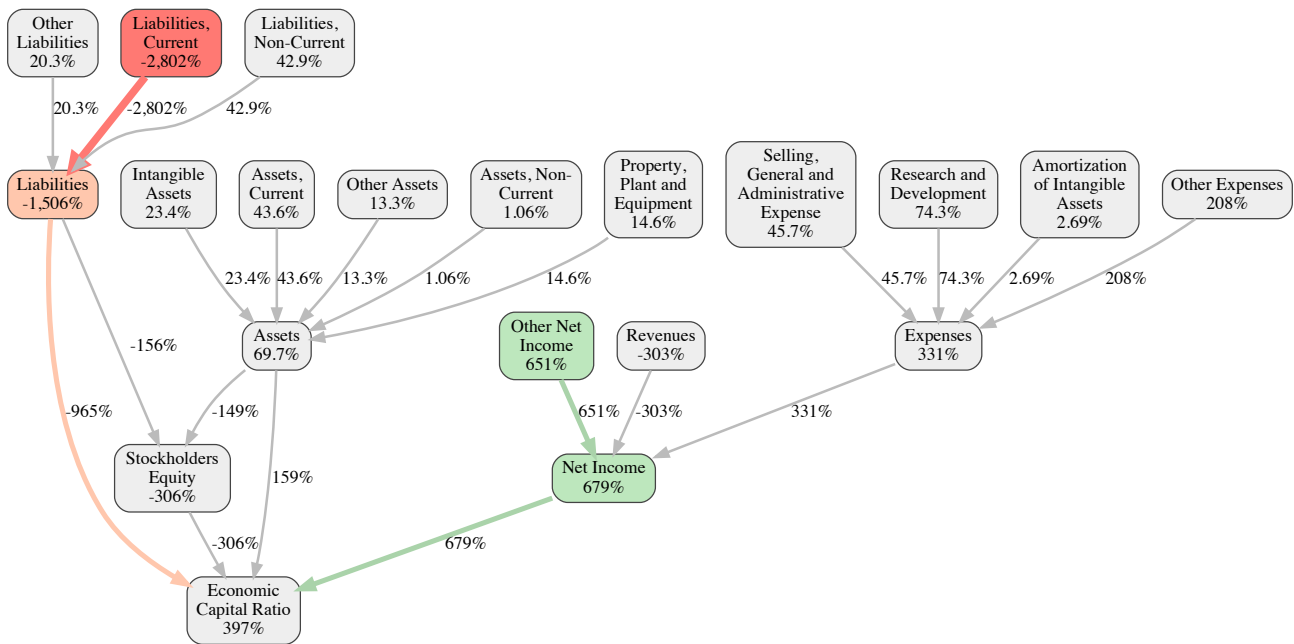 Other
Liabilities
20.3%
Liabilities,
Current
-2,802%
Liabilities,
Non-Current
42.9%
20.3%
-2,802%
42.9%
Liabilities
-1,506%
Intangible
Assets
23.4%
Assets,
Current
43.6%
Other Assets
13.3%
Assets, Non-
Current
1.06%
Property,
Plant and
Equipment
14.6%
Selling,
General and
Administrative
Expense
45.7%
Research and
Development
74.3%
Amortization
of Intangible
Assets
2.69%
Other Expenses
208%
23.4%
43.6%
13.3%
1.06%
14.6%
45.7%
74.3%
2.69%
208%
-156%
Assets
69.7%
Other Net
Income
651%
Revenues
-303%
Expenses
331%
-965%
-149%
651%
-303%
331%
Stockholders
Equity
-306%
159%
Net Income
679%
-306%
679%
Economic
Capital Ratio
397%